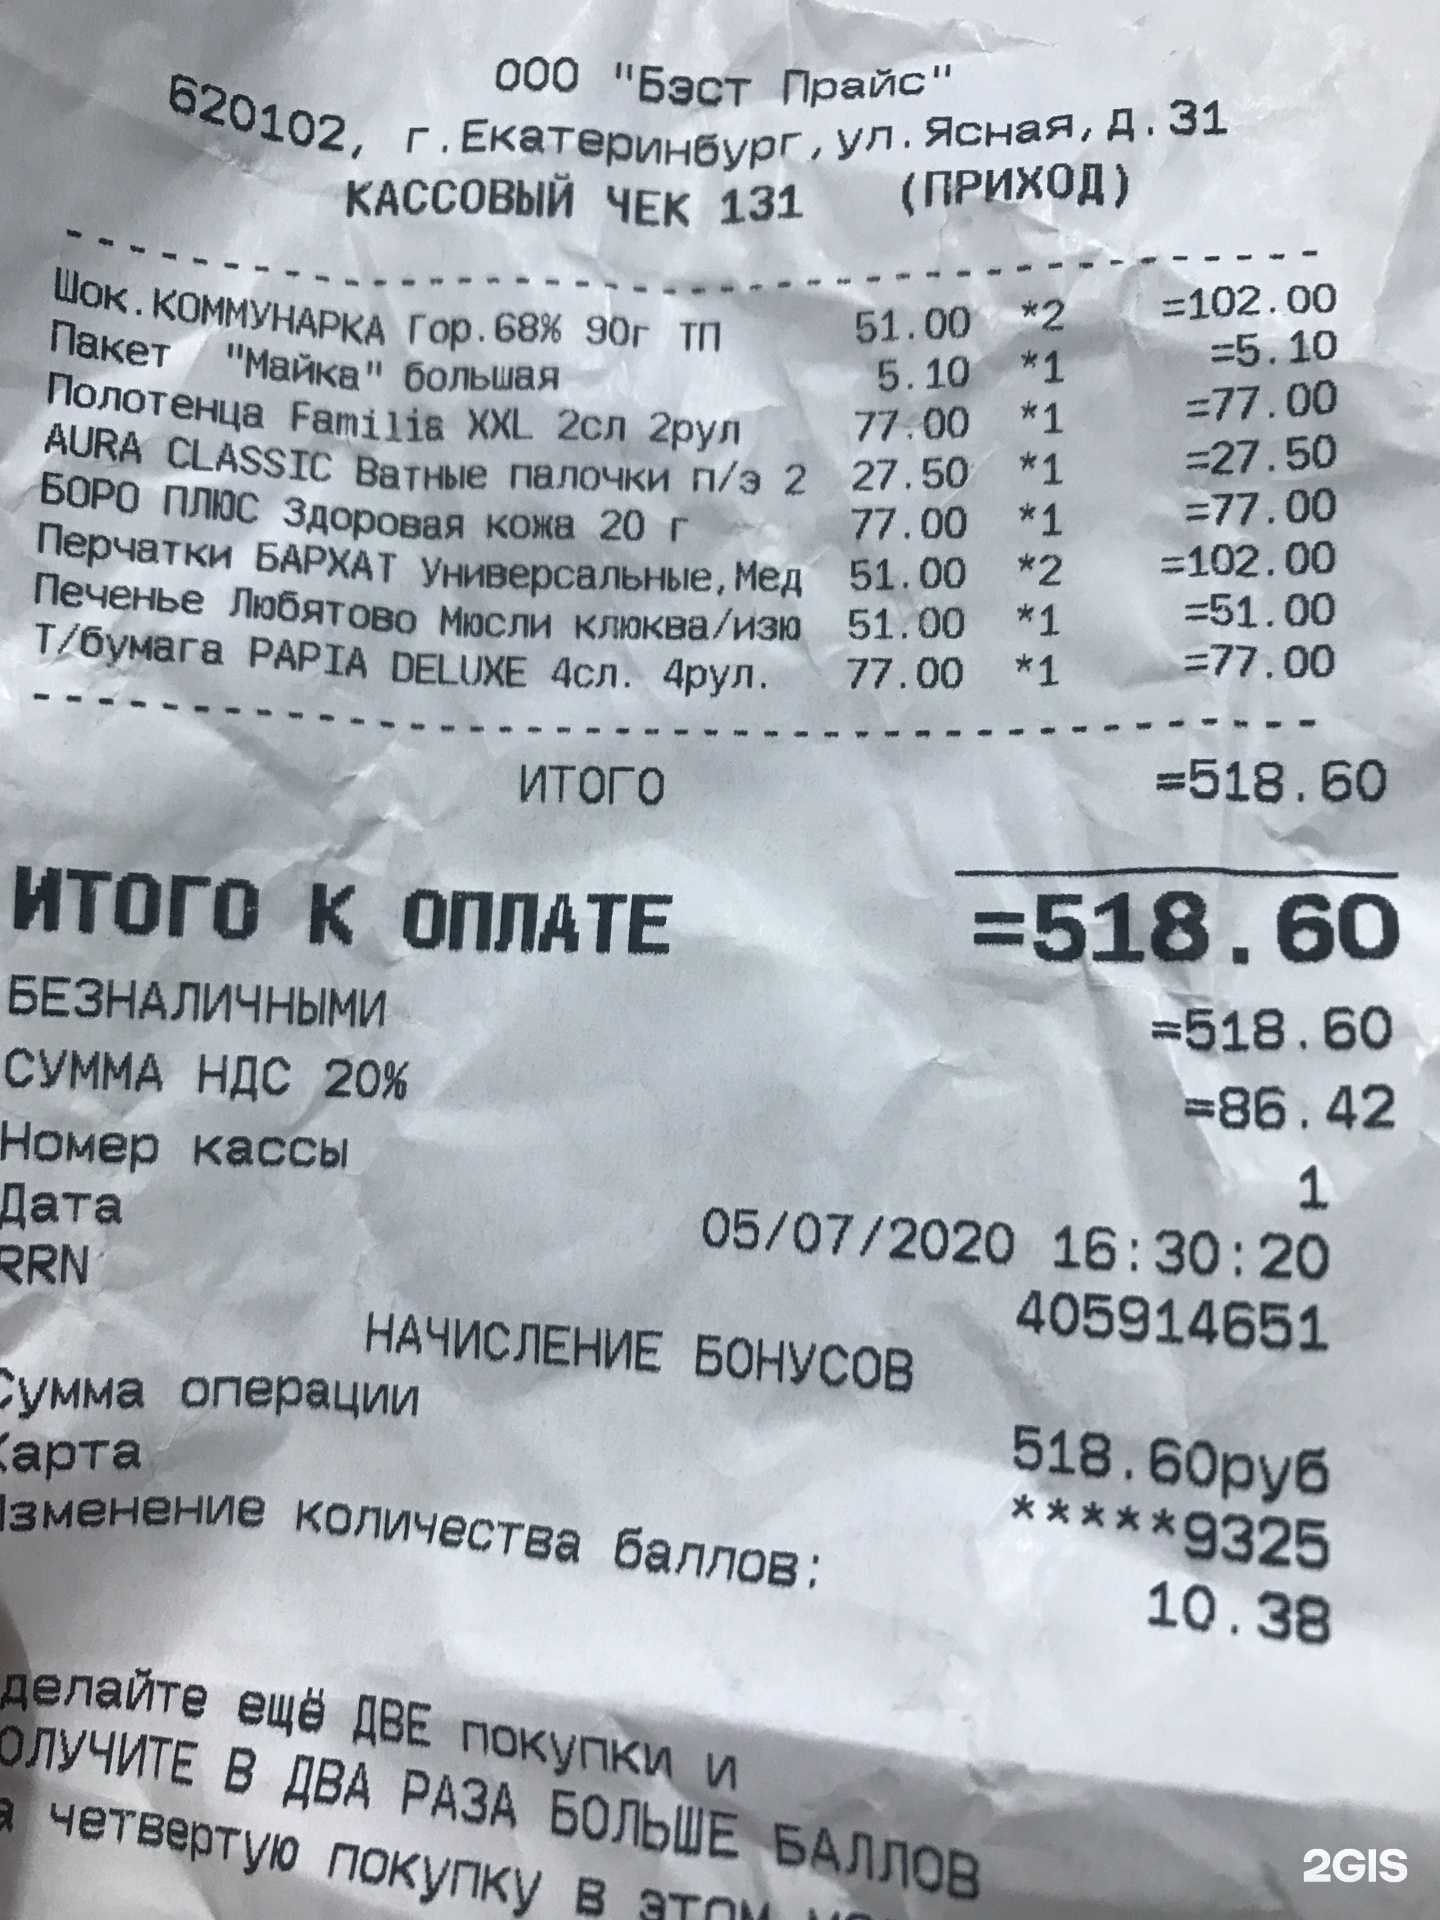 ООО "Бэст Прайс"
620102, г.Екатеринбург,ул.Ясная,д.31
КАССОВЫЙ ЧЕК 131 (ПРИХОД)
Шок.КОММУНАРКА Гор.68% 90г ТП 51.00 *2 =102.00
Пакет "Майка" большая 5.10 *1 =5.10
Полотенца Familia XXL 2сл 2рул 77.00 *1 =77.00
AURA CLASSIC Ватные палочки п/э 2 27.50 *1 =27.50
БОРО ПЛЮС Здоровая кожа 20 г 77.00 *1 =77.00
Перчатки БАРХАТ Универсальные,Мед 51.00 *2 =102.00
Печенье Любятово Мюсли клюква/изю 51.00 *1 =51.00
Т/бумага PAPIA DELUXE 4сл. 4рул. 77.00 *1 =77.00
ИТОГО =518.60
ИТОГО К ОПЛАТЕ =518.60
БЕЗНАЛИЧНЫМИ =518.60
СУММА НДС 20% =86.42
Номер кассы 1
Дата 05/07/2020 16:30:20
RRN 405914651
НАЧИСЛЕНИЕ БОНУСОВ
Сумма операции 518.60руб
Карта *****9325
Изменение количества баллов: 10.38
делайте ещё ДВЕ покупки и
ОЛУЧИТЕ В ДВА РАЗА БОЛЬШЕ БАЛЛОВ
а четвертую покупку в этом
2GIS